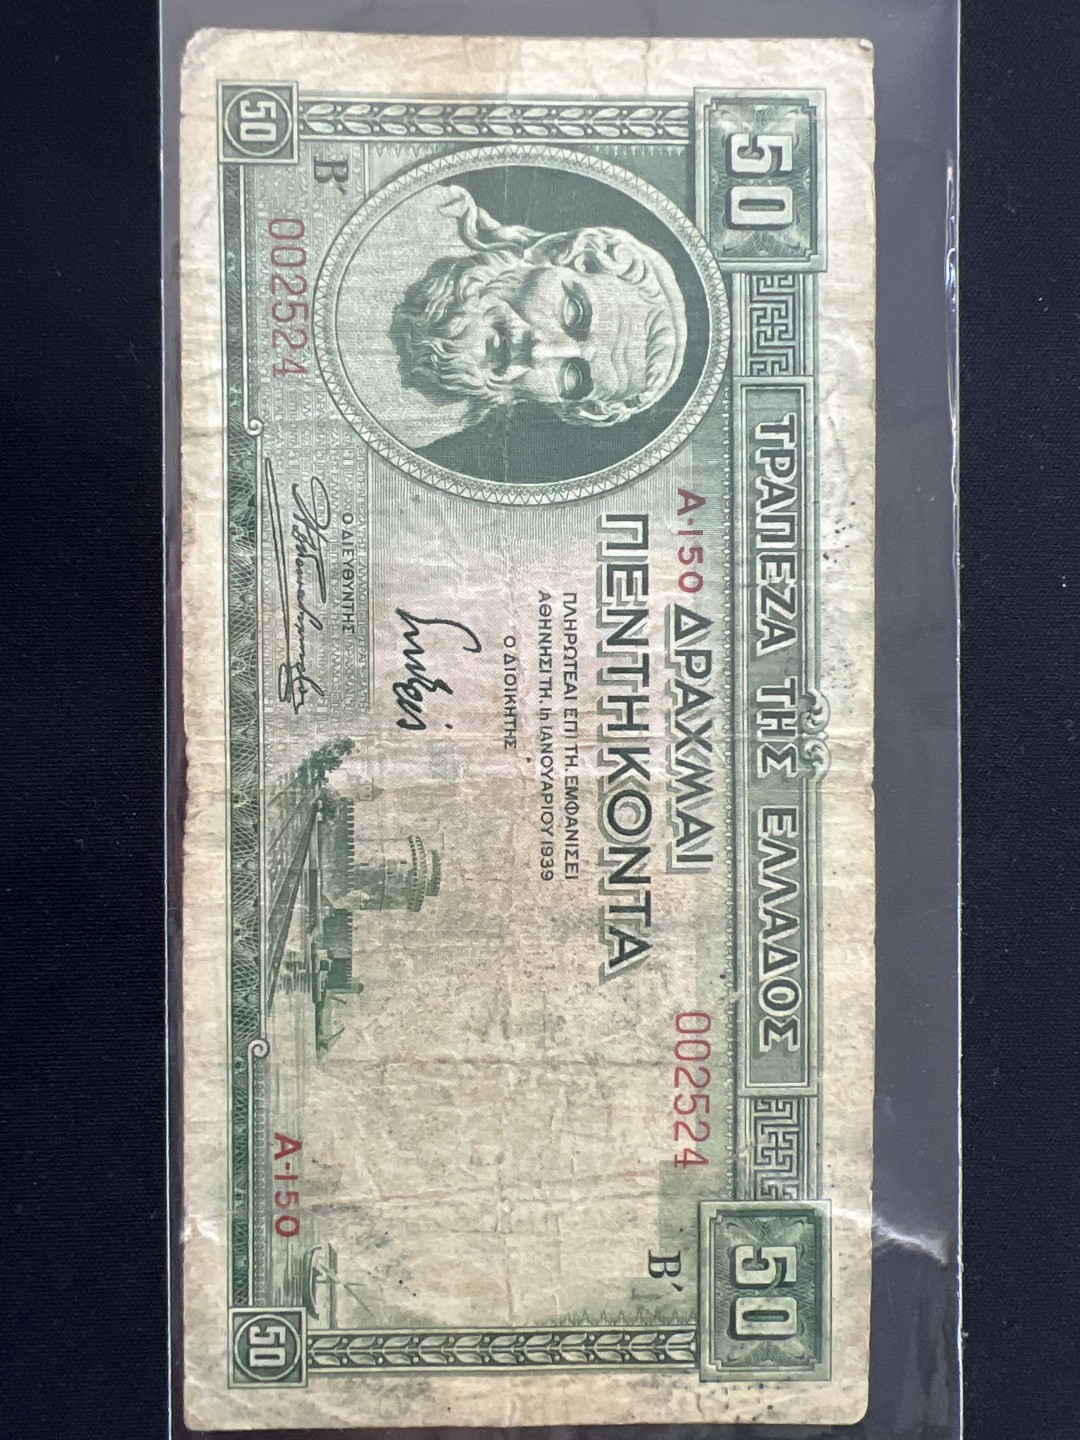 50 ΤΡΑΠΕΖΑ ΤΗΣ ΕΛΛΑΔΟΣ 50
Α-150 ΔΡΑΧΜΑΙ 002524
ΠΕΝΤΗΚΟΝΤΑ Β΄
ΠΛΗΡΩΤΕΑΙ ΕΠΙ ΤΗ. ΕΜΦΑΝΙΣΕΙ
ΑΘΗΝΗΣΙ ΤΗ. 1η ΙΑΝΟΥΑΡΙΟΥ 1939
Ο ΔΙΟΙΚΗΤΗΣ
Ο ΔΙΕΥΘΥΝΤΗΣ
Β΄
002524 Α-150
50 50